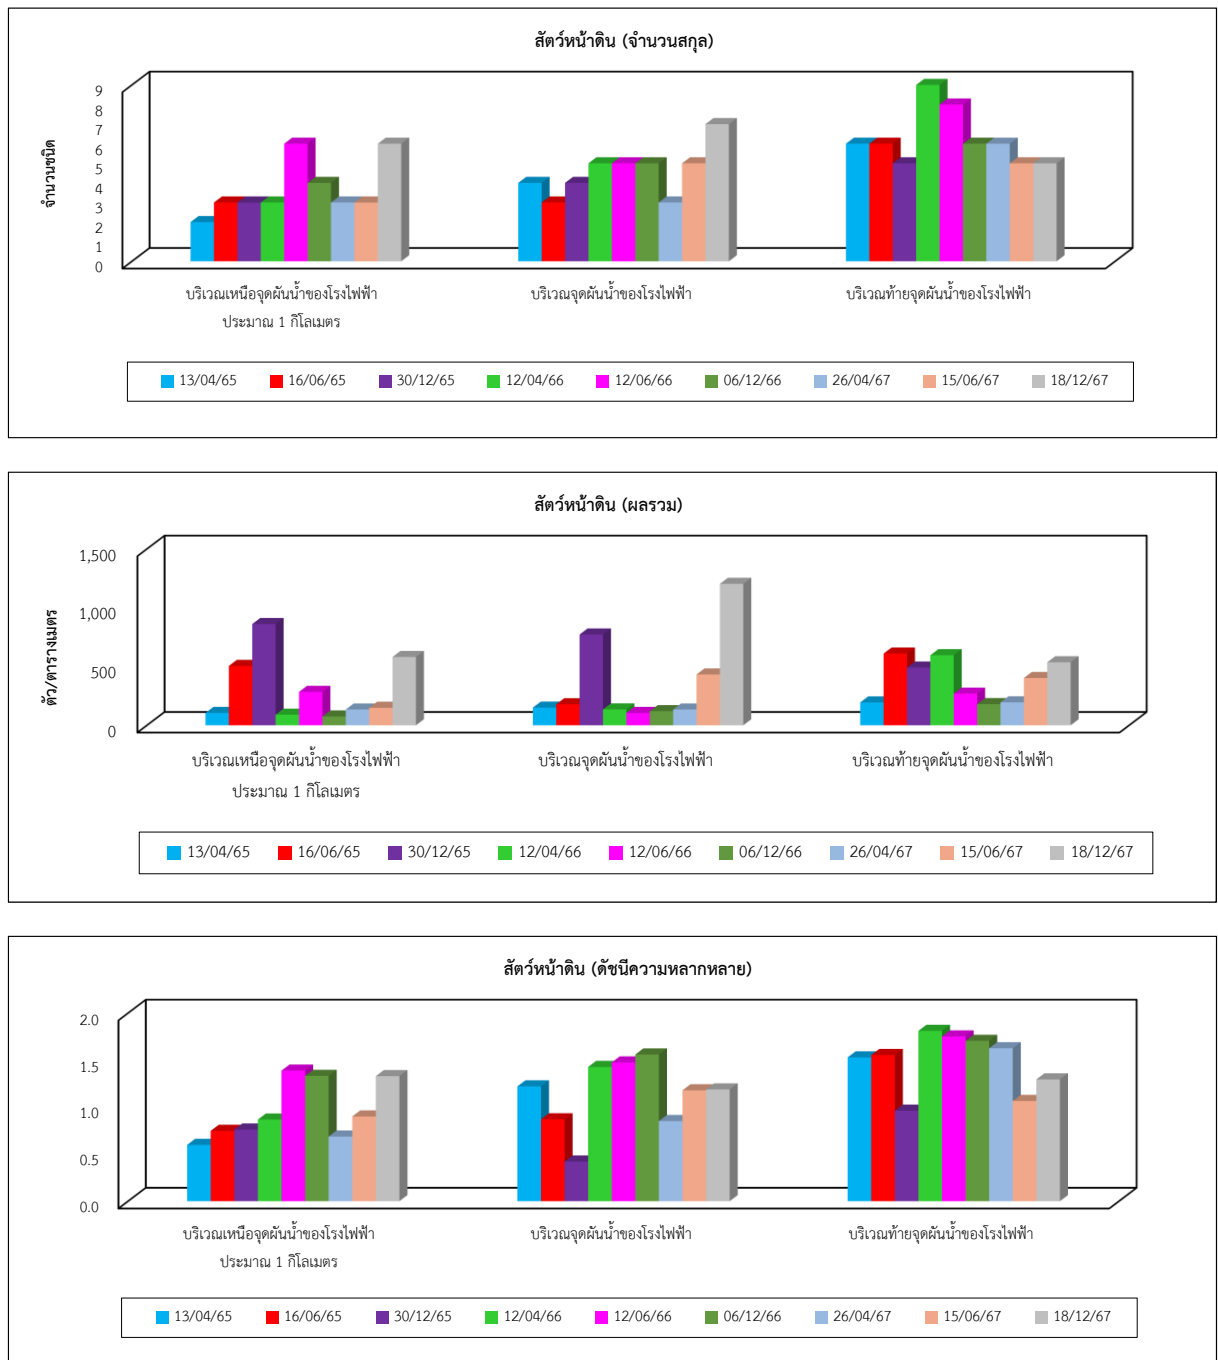 สัตว์หน้าดิน (จำนวนสกุล)
จำนวนชนิด
9
8
7
6
5
4
3
2
1
0
บริเวณเหนือจุดผันน้ำของโรงไฟฟ้า
ประมาณ 1 กิโลเมตร
บริเวณจุดผันน้ำของโรงไฟฟ้า
บริเวณท้ายจุดผันน้ำของโรงไฟฟ้า
13/04/65 16/06/65 30/12/65 12/04/66 12/06/66 06/12/66 26/04/67 15/06/67 18/12/67
สัตว์หน้าดิน (ผลรวม)
ตัว/ตารางเมตร
1,500
1,000
500
0
บริเวณเหนือจุดผันน้ำของโรงไฟฟ้า
ประมาณ 1 กิโลเมตร
บริเวณจุดผันน้ำของโรงไฟฟ้า
บริเวณท้ายจุดผันน้ำของโรงไฟฟ้า
13/04/65 16/06/65 30/12/65 12/04/66 12/06/66 06/12/66 26/04/67 15/06/67 18/12/67
สัตว์หน้าดิน (ดัชนีความหลากหลาย)
2.0
1.5
1.0
0.5
0.0
บริเวณเหนือจุดผันน้ำของโรงไฟฟ้า
ประมาณ 1 กิโลเมตร
บริเวณจุดผันน้ำของโรงไฟฟ้า
บริเวณท้ายจุดผันน้ำของโรงไฟฟ้า
13/04/65 16/06/65 30/12/65 12/04/66 12/06/66 06/12/66 26/04/67 15/06/67 18/12/67